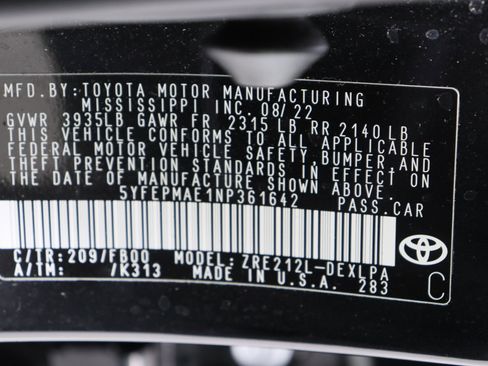 MFD.BY:TOYOTA MOTOR MANUFACTURING
MISSISSIPPI INC. 08/22
GVWR 3935LB GAWR FR 2315 LB RR 2140 LB
THIS VEHICLE CONFORMS TO ALL APPLICABLE
FEDERAL MOTOR VEHICLE SAFETY, BUMPER, AND
THEFT PREVENTION STANDARDS IN EFFECT ON
THE DATE OF MANUFACTURE SHOWN ABOVE.
5YFEPMAE1NP361642 PASS.CAR
C/TR:209/FB00 MODEL:ZRE212L-DEXLPA
A/TM: /K313 MADE IN U.S.A. 283
C